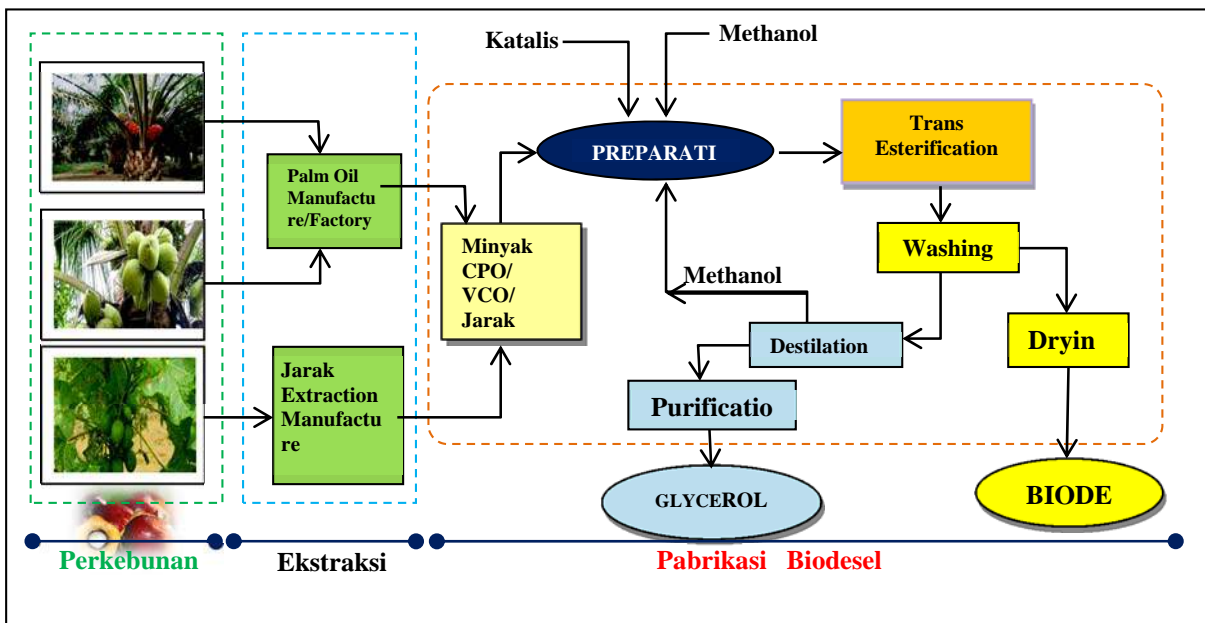 Katalis
Methanol
PREPARATI
Trans
Esterification
Palm Oil
Manufactu
re/Factory
Minyak
CPO/
VCO/
Jarak
Washing
Methanol
Destilation
Dryin
Jarak
Extraction
Manufactu
re
Purificatio
GLYCEROL
BIODE
Perkebunan
Ekstraksi
Pabrikasi Biodesel